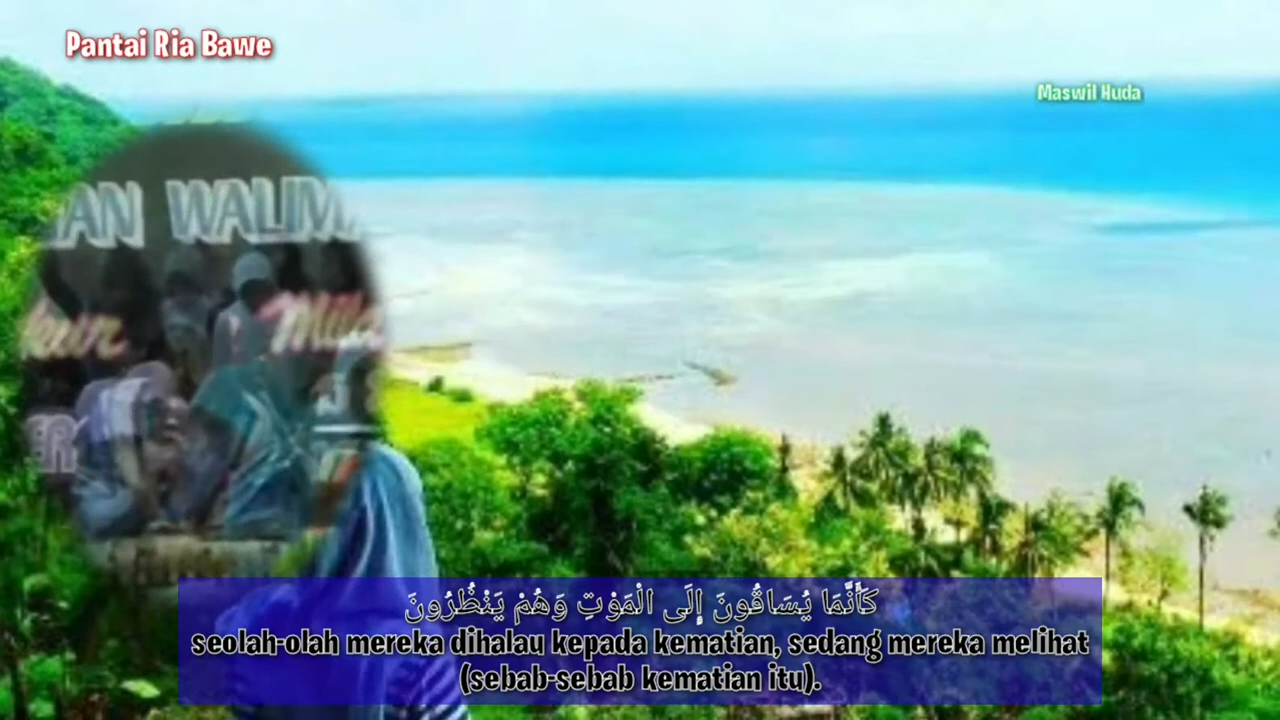 Pantai Ria Bawe
Maswil Huda
WALIM
كَأَنَّمَا يُسَاقُونَ إِلَى الْمَوْتِ وَهُمْ يَنْظُرُونَ
seolah-olah mereka dihalau kepada kematian, sedang mereka melihat
(sebab-sebab kematian itu).